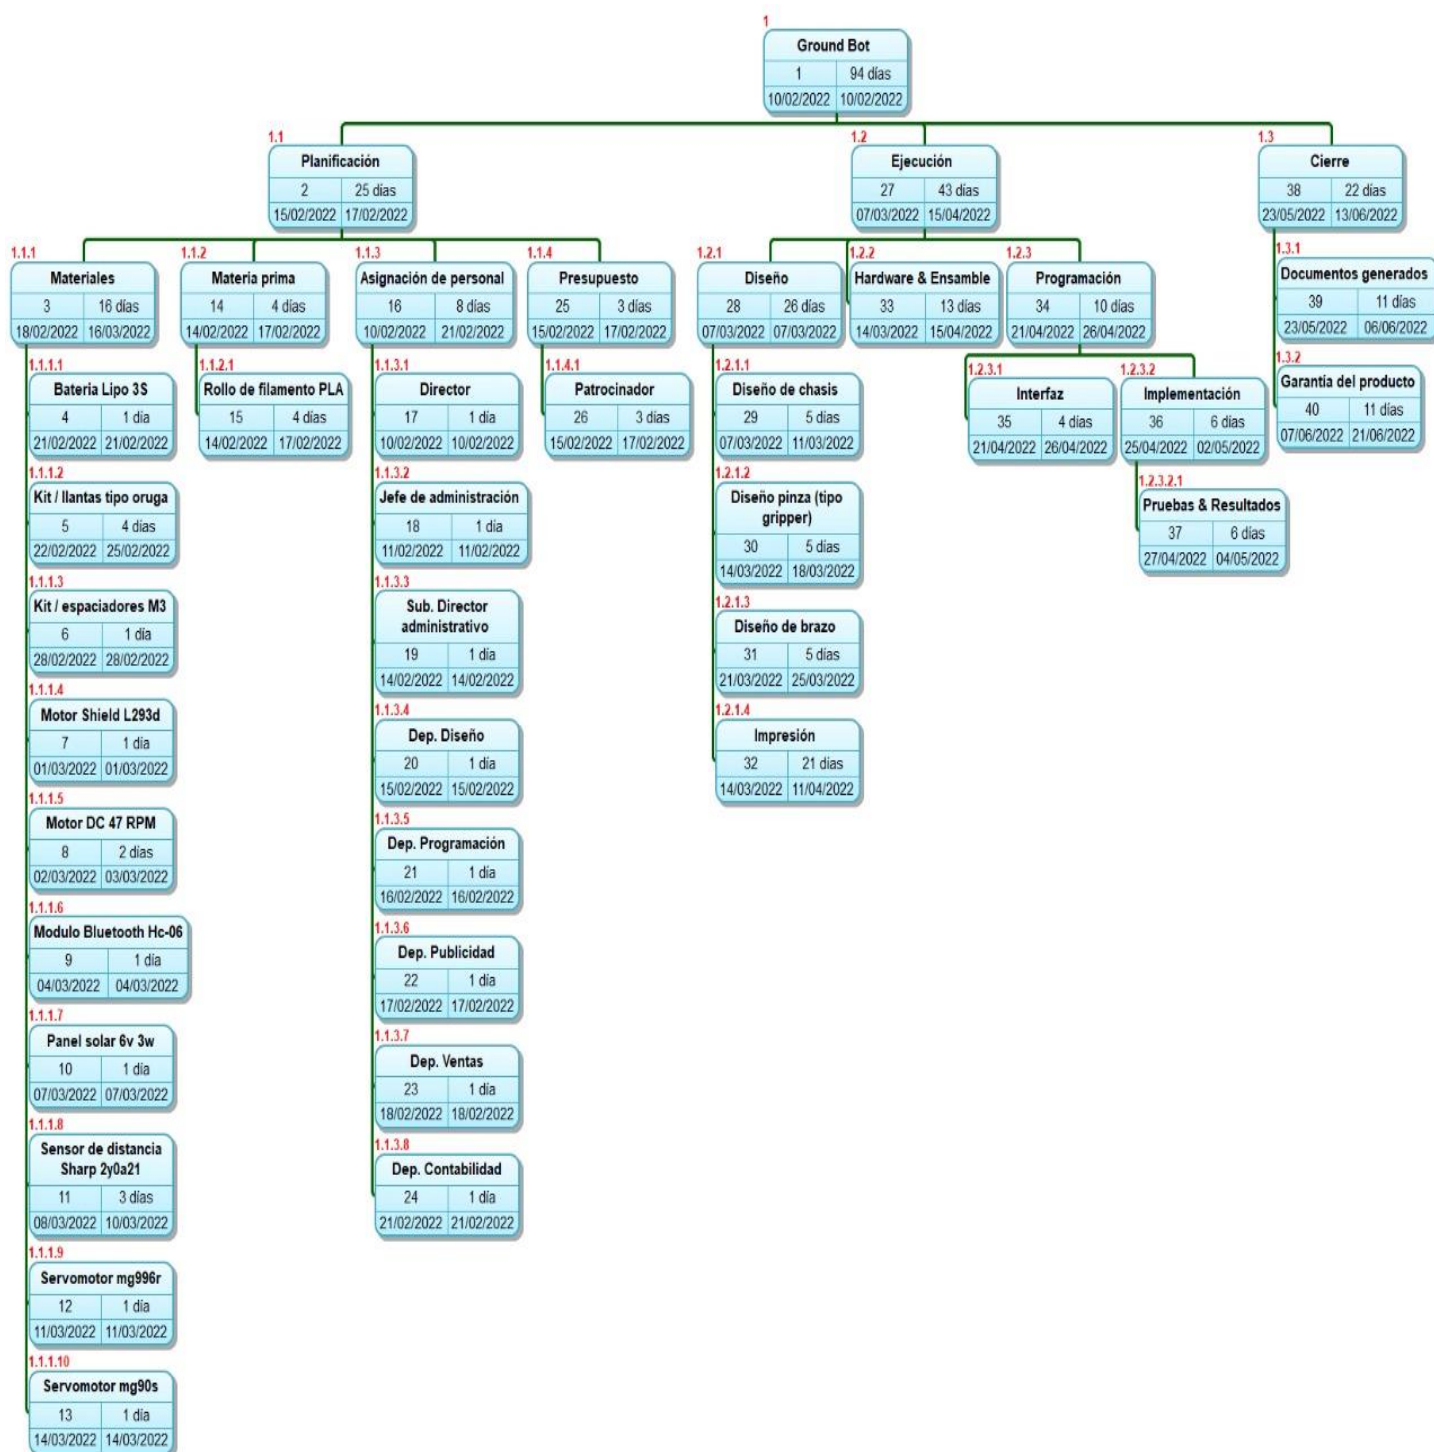 1
Ground Bot
1 94 días
10/02/2022 10/02/2022
1.1
Planificación
2 25 días
15/02/2022 17/02/2022
1.2
Ejecución
27 43 días
07/03/2022 15/04/2022
1.3
Cierre
38 22 días
23/05/2022 13/06/2022
1.1.1
Materiales
3 16 días
18/02/2022 16/03/2022
1.1.2
Materia prima
14 4 días
14/02/2022 17/02/2022
1.1.3
Asignación de personal
16 8 días
10/02/2022 21/02/2022
1.1.4
Presupuesto
25 3 días
15/02/2022 17/02/2022
1.2.1
Diseño
28 26 días
07/03/2022 07/03/2022
1.2.2
Hardware & Ensamble
33 13 días
14/03/2022 15/04/2022
1.2.3
Programación
34 10 días
21/04/2022 26/04/2022
1.3.1
Documentos generados
39 11 días
23/05/2022 06/06/2022
1.3.2
Garantía del producto
40 11 días
07/06/2022 21/06/2022
1.1.1.1
Bateria Lipo 3S
4 1 día
21/02/2022 21/02/2022
1.1.1.2
Kit / llantas tipo oruga
5 4 días
22/02/2022 25/02/2022
1.1.1.3
Kit / espaciadores M3
6 1 día
28/02/2022 28/02/2022
1.1.1.4
Motor Shield L293d
7 1 día
01/03/2022 01/03/2022
1.1.1.5
Motor DC 47 RPM
8 2 días
02/03/2022 03/03/2022
1.1.1.6
Modulo Bluetooth Hc-06
9 1 día
04/03/2022 04/03/2022
1.1.1.7
Panel solar 6v 3w
10 1 día
07/03/2022 07/03/2022
1.1.1.8
Sensor de distancia
Sharp 2y0a21
11 3 días
08/03/2022 10/03/2022
1.1.1.9
Servomotor mg996r
12 1 día
11/03/2022 11/03/2022
1.1.1.10
Servomotor mg90s
13 1 día
14/03/2022 14/03/2022
1.1.2.1
Rollo de filamento PLA
15 4 días
14/02/2022 17/02/2022
1.1.3.1
Director
17 1 día
10/02/2022 10/02/2022
1.1.3.2
Jefe de administración
18 1 día
11/02/2022 11/02/2022
1.1.3.3
Sub. Director
administrativo
19 1 día
14/02/2022 14/02/2022
1.1.3.4
Dep. Diseño
20 1 día
15/02/2022 15/02/2022
1.1.3.5
Dep. Programación
21 1 día
16/02/2022 16/02/2022
1.1.3.6
Dep. Publicidad
22 1 día
17/02/2022 17/02/2022
1.1.3.7
Dep. Ventas
23 1 día
18/02/2022 18/02/2022
1.1.3.8
Dep. Contabilidad
24 1 día
21/02/2022 21/02/2022
1.1.4.1
Patrocinador
26 3 días
15/02/2022 17/02/2022
1.2.1.1
Diseño de chasis
29 5 días
07/03/2022 11/03/2022
1.2.1.2
Diseño pinza (tipo
gripper)
30 5 días
14/03/2022 18/03/2022
1.2.1.3
Diseño de brazo
31 5 días
21/03/2022 25/03/2022
1.2.1.4
Impresión
32 21 días
14/03/2022 11/04/2022
1.2.3.1
Interfaz
35 4 días
21/04/2022 26/04/2022
1.2.3.2
Implementación
36 6 días
25/04/2022 02/05/2022
1.2.3.2.1
Pruebas & Resultados
37 6 días
27/04/2022 04/05/2022